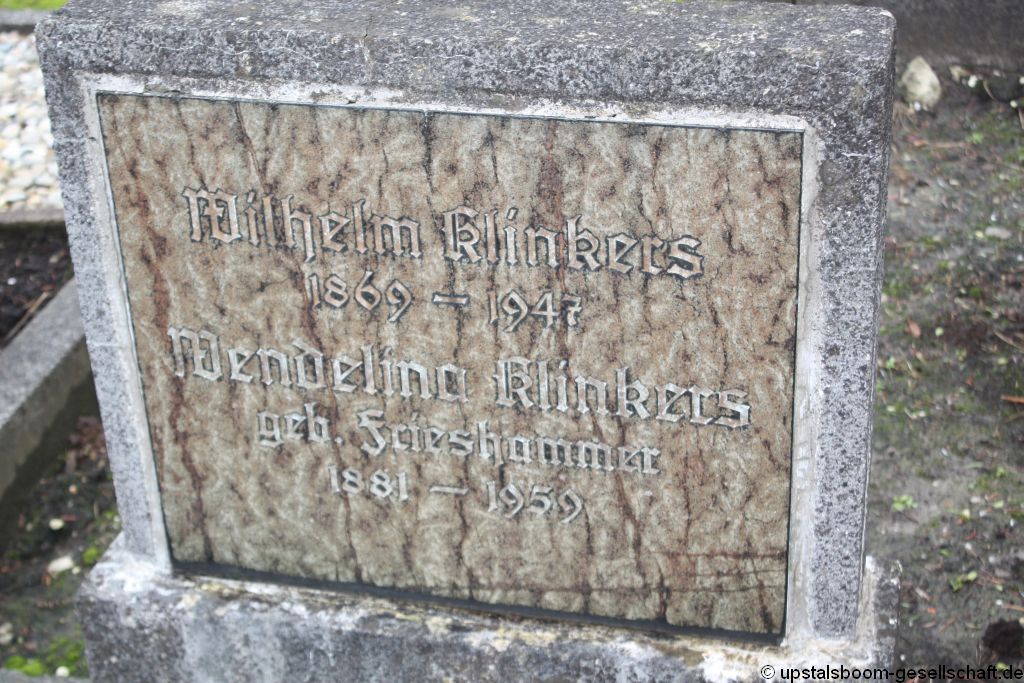 Wilhelm Klinkers
1869 – 1947
Wendelina Klinkers
geb. Frieshammer
1881 – 1959
© upstalsboom-gesellschaft.de